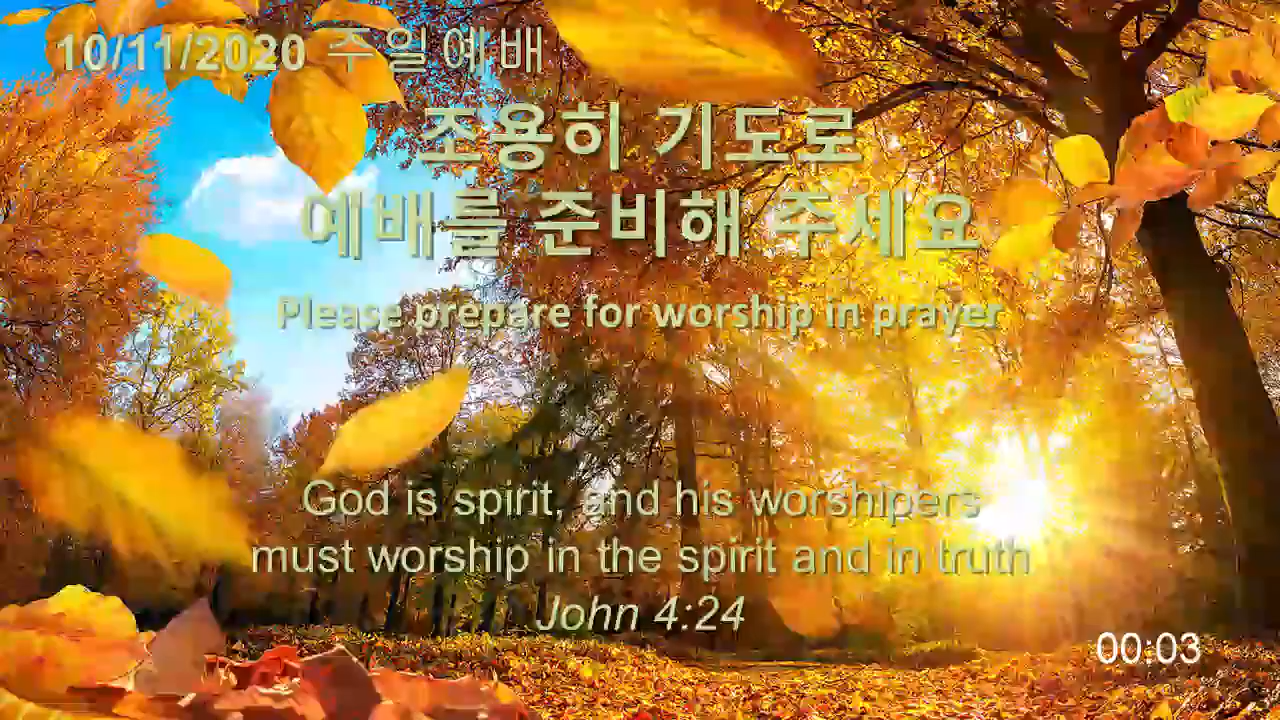 10/11/2020 주일예배
조용히 기도로
예배를 준비해 주세요
Please prepare for worship in prayer
God is spirit, and his worshipers
must worship in the spirit and in truth
John 4:24
00:03